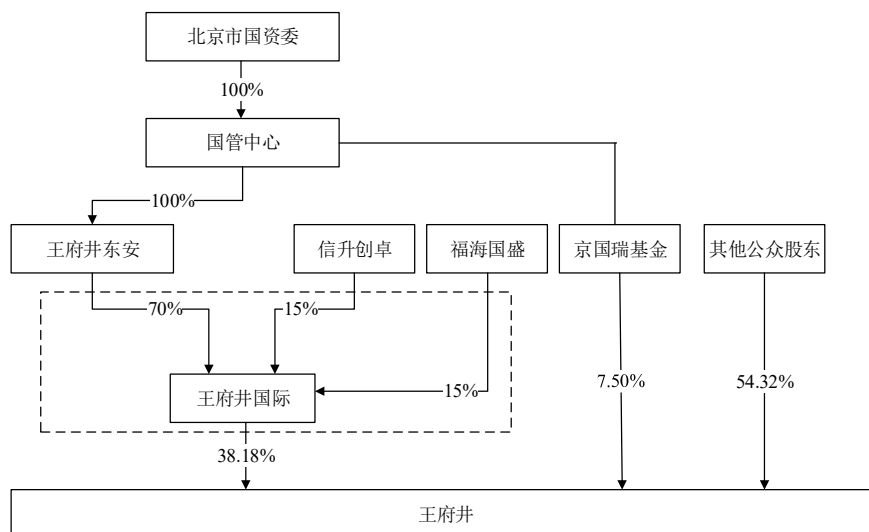 北京市国资委
100%
国管中心
100%
王府井东安
信升创卓
福海国盛
京国瑞基金
其他公众股东
70%
15%
王府井国际
15%
7.50%
54.32%
38.18%
王府井